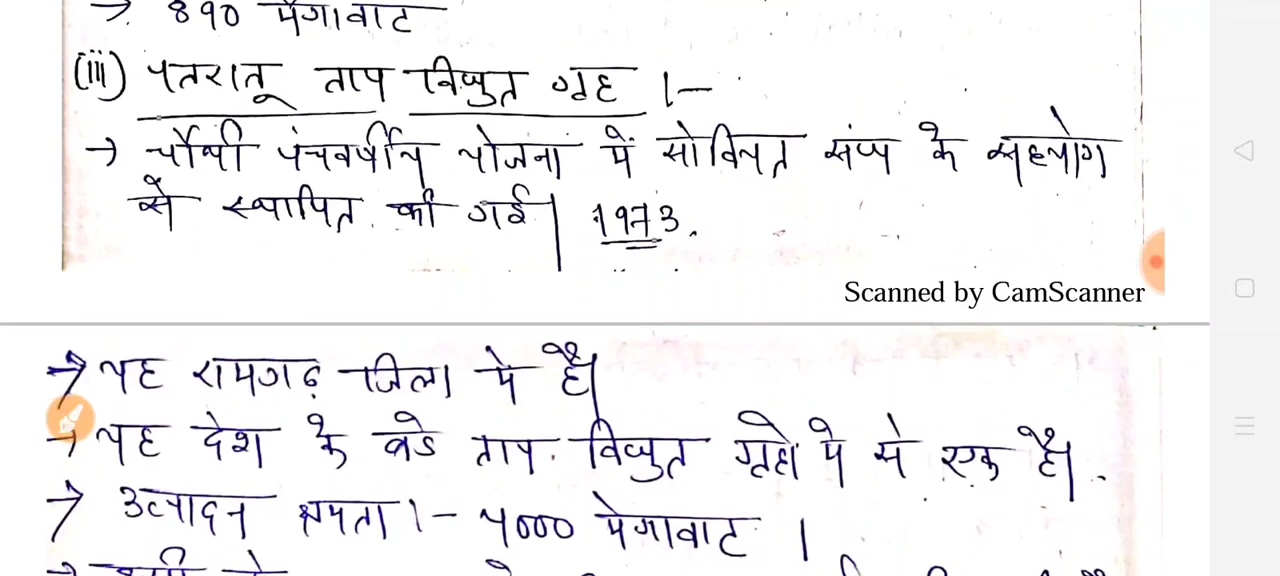 → 890 मेगावाट
(iii) पतरातू ताप विद्युत गृह :-
→ चौथी पंचवर्षीय योजना में सोवियत संघ के सहयोग
से स्थापित की गई। 1973.
Scanned by CamScanner
→ यह रामगढ़ जिला मे है।
→ यह देश के बडे ताप विद्युत गृहो मे से एक है।
→ उत्पादन क्षमता :- 4000 मेगावाट ।